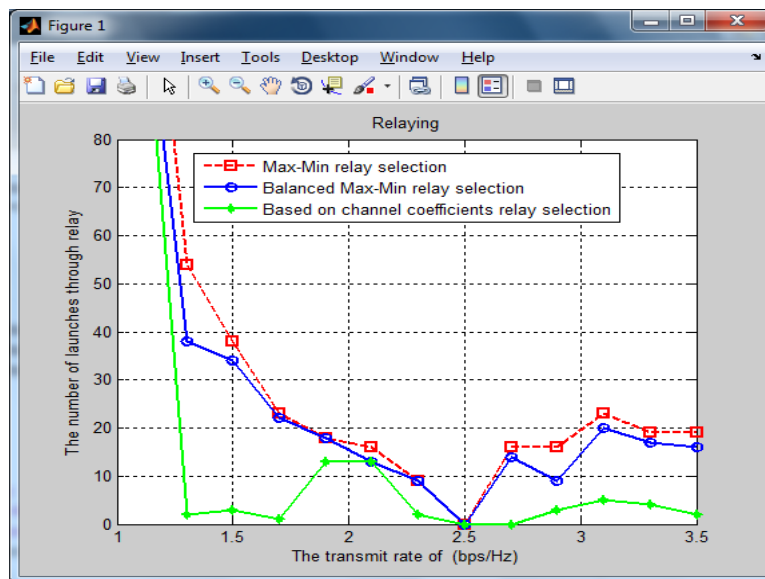 Figure 1
File Edit View Insert Tools Desktop Window Help
Relaying
Max-Min relay selection
Balanced Max-Min relay selection
Based on channel coefficients relay selection
The number of launches through relay
80
70
60
50
40
30
20
10
0
1 1.5 2 2.5 3 3.5
The transmit rate of (bps/Hz)